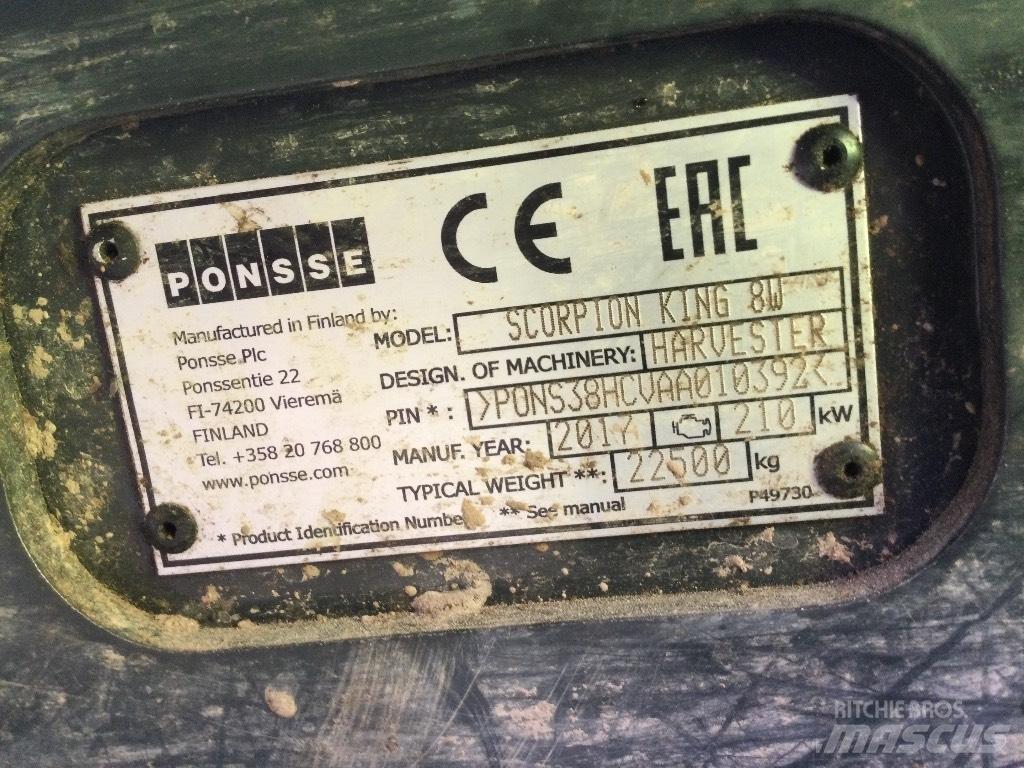 PONSSE
CE
EAC
Manufactured in Finland by:
Ponsse Plc
Ponssentie 22
FI-74200 Vieremä
FINLAND
Tel. +358 20 768 800
www.ponsse.com
MODEL: SCORPION KING 8W
DESIGN. OF MACHINERY: HARVESTER
PIN * : >PONS38HCVAA010392<
MANUF. YEAR: 2017 210 kW
TYPICAL WEIGHT **: 22500 kg
* Product Identification Number ** See manual
P49730
RITCHIE BROS.
MASCUS